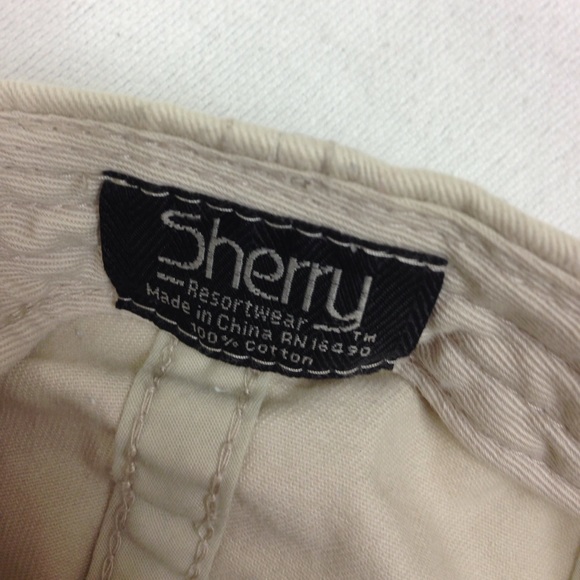 Sherry
Resortwear™
Made in China RN 16490
100% Cotton